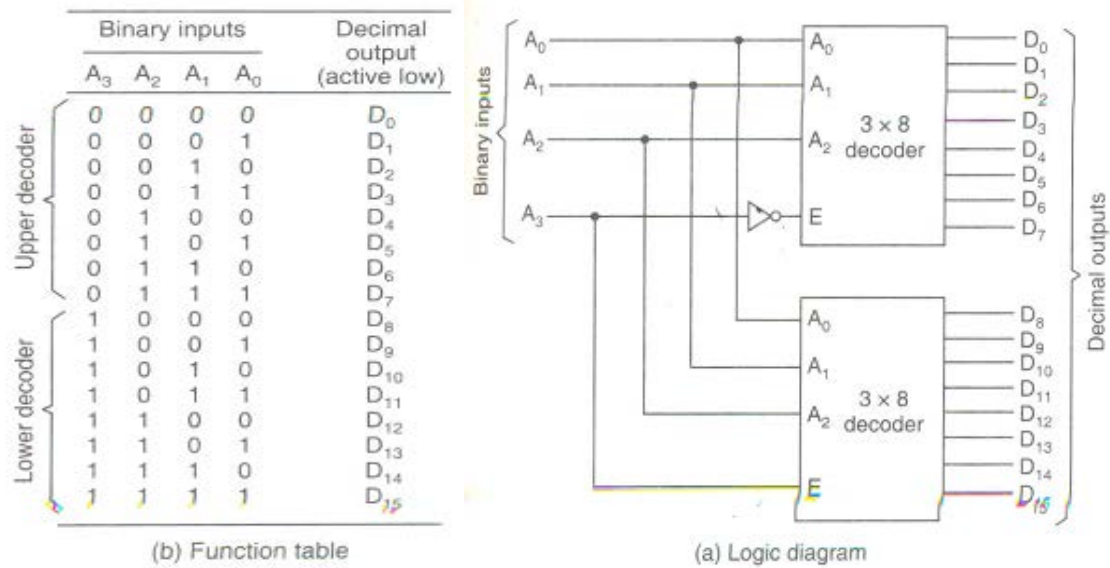 Binary inputs Decimal output (active low)
A₃ A₂ A₁ A₀
Upper decoder
0 0 0 0 D₀
0 0 0 1 D₁
0 0 1 0 D₂
0 0 1 1 D₃
0 1 0 0 D₄
0 1 0 1 D₅
0 1 1 0 D₆
0 1 1 1 D₇
Lower decoder
1 0 0 0 D₈
1 0 0 1 D₉
1 0 1 0 D₁₀
1 0 1 1 D₁₁
1 1 0 0 D₁₂
1 1 0 1 D₁₃
1 1 1 0 D₁₄
1 1 1 1 D₁₅
(b) Function table
Binary inputs
A₀
A₁
A₂
A₃
A₀
A₁
A₂
E
3 × 8
decoder
D₀
D₁
D₂
D₃
D₄
D₅
D₆
D₇
A₀
A₁
A₂
E
3 × 8
decoder
D₈
D₉
D₁₀
D₁₁
D₁₂
D₁₃
D₁₄
D₁₅
Decimal outputs
(a) Logic diagram